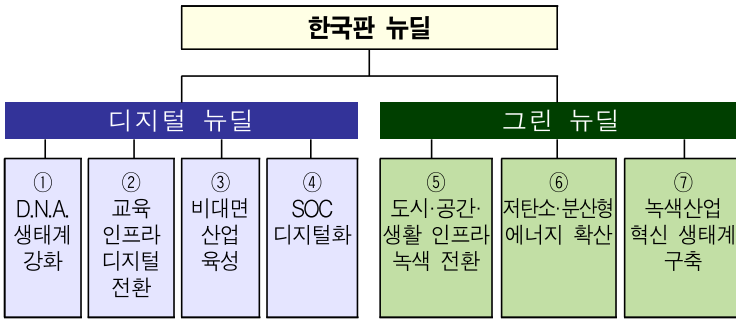 한국판 뉴딜
디지털 뉴딜
그린 뉴딜
①
D.N.A.
생태계
강화
②
교육
인프라
디지털
전환
③
비대면
산업
육성
④
SOC
디지털화
⑤
도시·공간·
생활 인프라
녹색 전환
⑥
저탄소·분산형
에너지 확산
⑦
녹색산업
혁신 생태계
구축